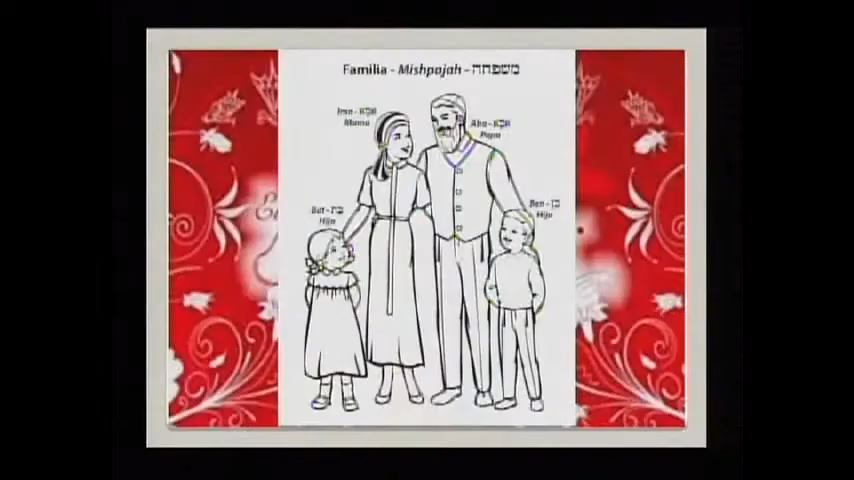 Familia - Mishpajah - משפחה
Ima - אמא
Mama
Aba - אבא
Papa
Bat - בת
Hija
Ben - בן
Hijo